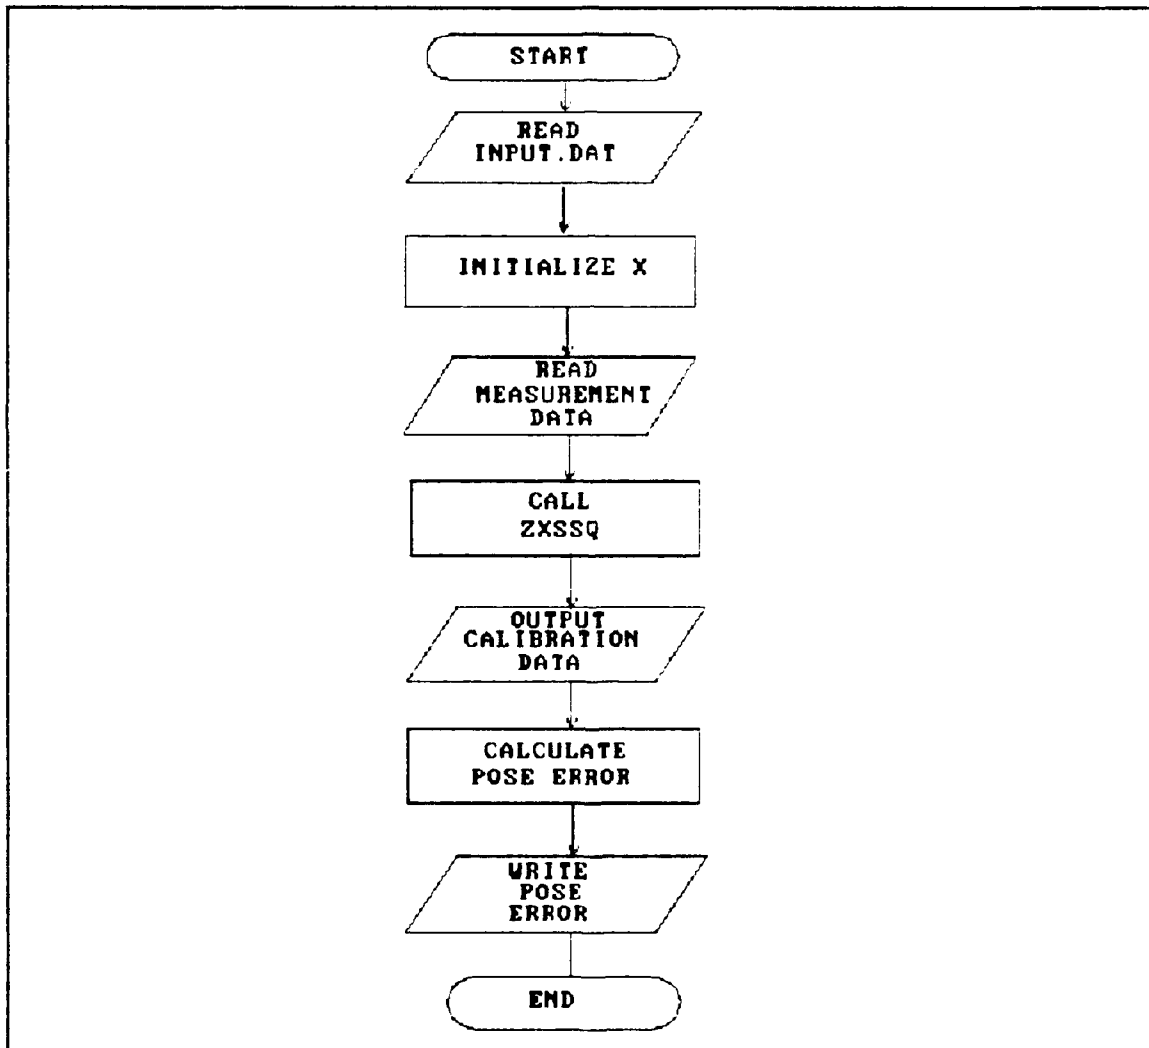 START
READ
INPUT.DAT
INITIALIZE X
READ
MEASUREMENT
DATA
CALL
ZXSSQ
OUTPUT
CALIBRATION
DATA
CALCULATE
POSE ERROR
WRITE
POSE
ERROR
END